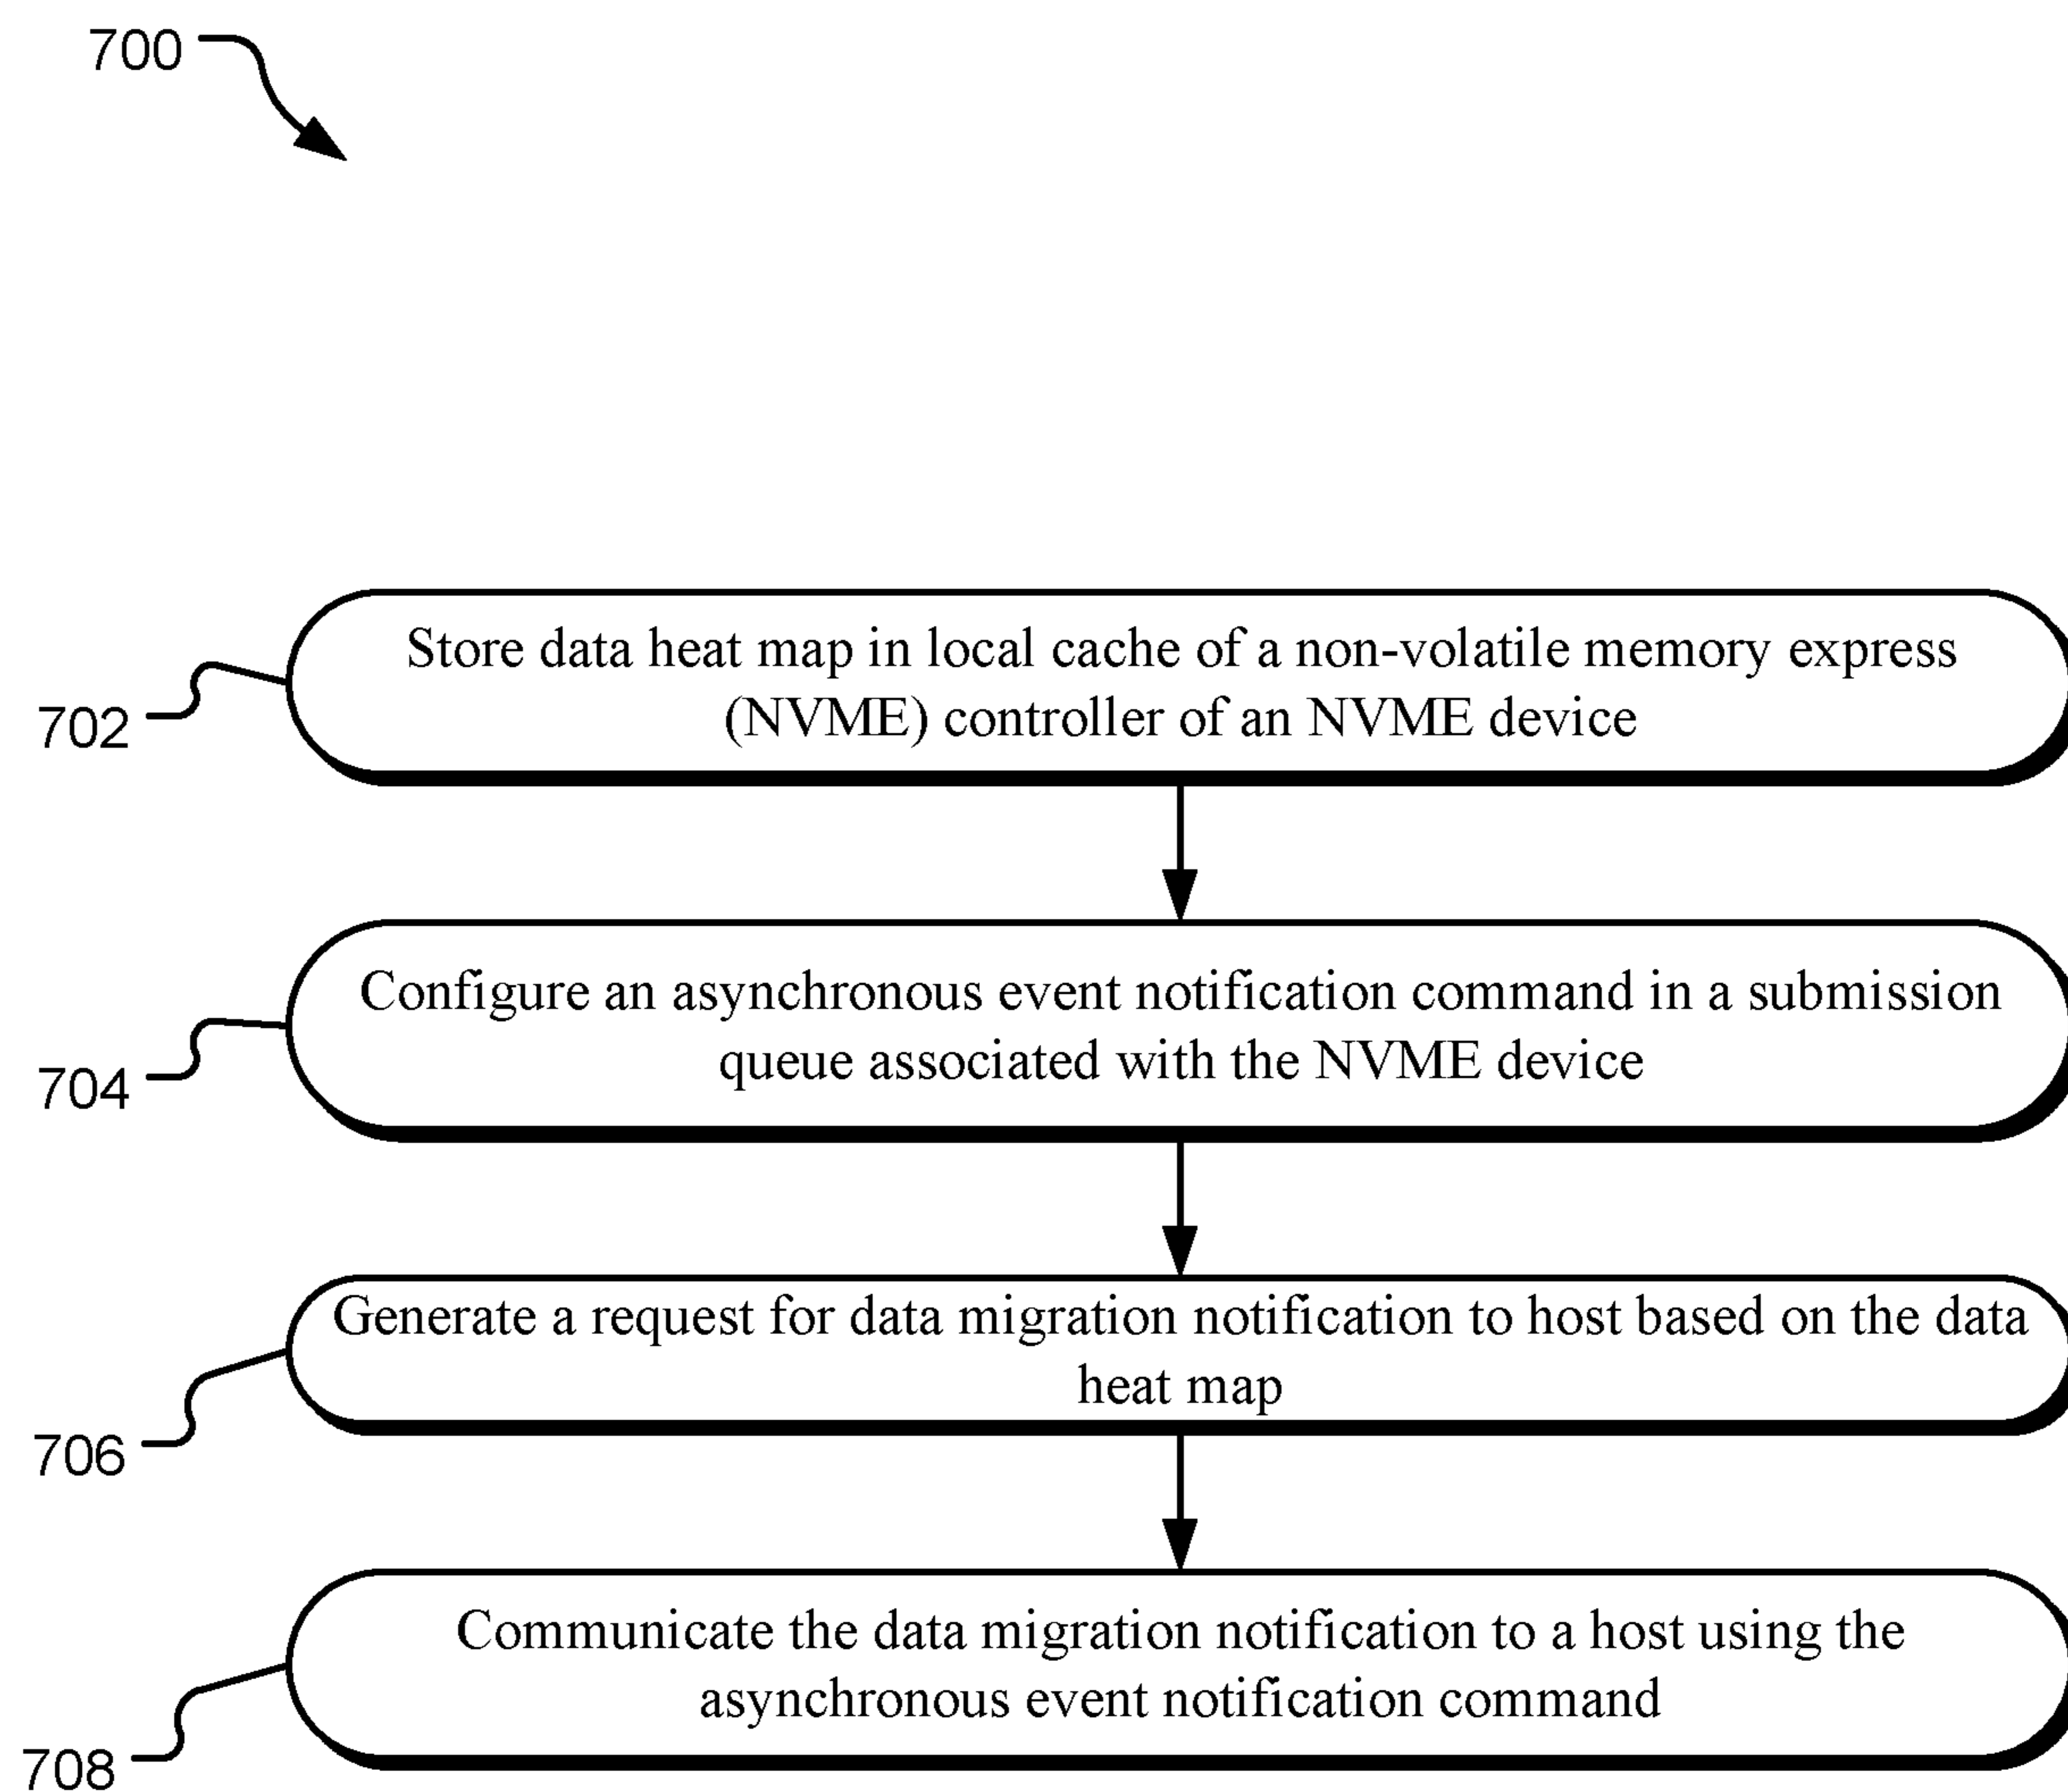 700
Store data heat map in local cache of a non-volatile memory express
(NVME) controller of an NVME device
702
Configure an asynchronous event notification command in a submission
queue associated with the NVME device
704
Generate a request for data migration notification to host based on the data
heat map
706
Communicate the data migration notification to a host using the
asynchronous event notification command
708